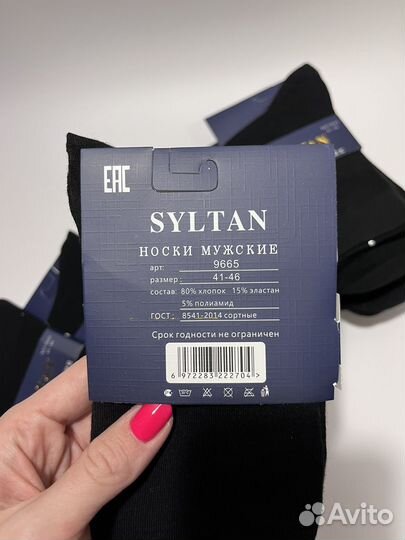 EAC
SYLTAN
НОСКИ МУЖСКИЕ
арт: 9665
размер: 41-46
состав: 80% хлопок 15% эластан
5% полиамид
ГОСТ: 8541-2014 сортные
Срок годности не ограничен
6 972283 222704 >
Avito